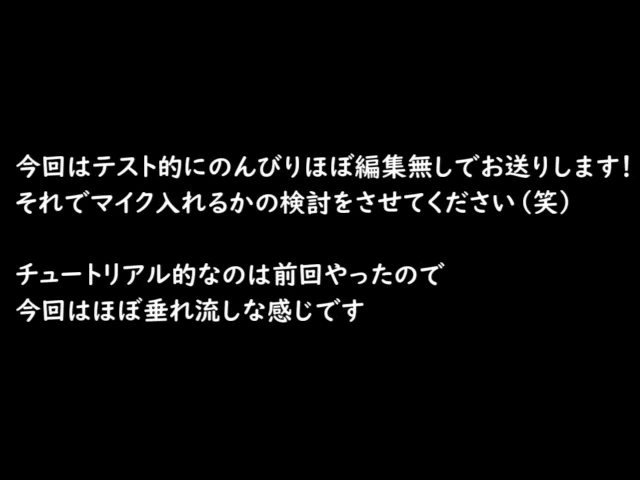 今回はテスト的にのんびりほぼ編集無しでお送りします！
それでマイク入れるかの検討をさせてください（笑）
チュートリアル的なのは前回やったので
今回はほぼ垂れ流しな感じです